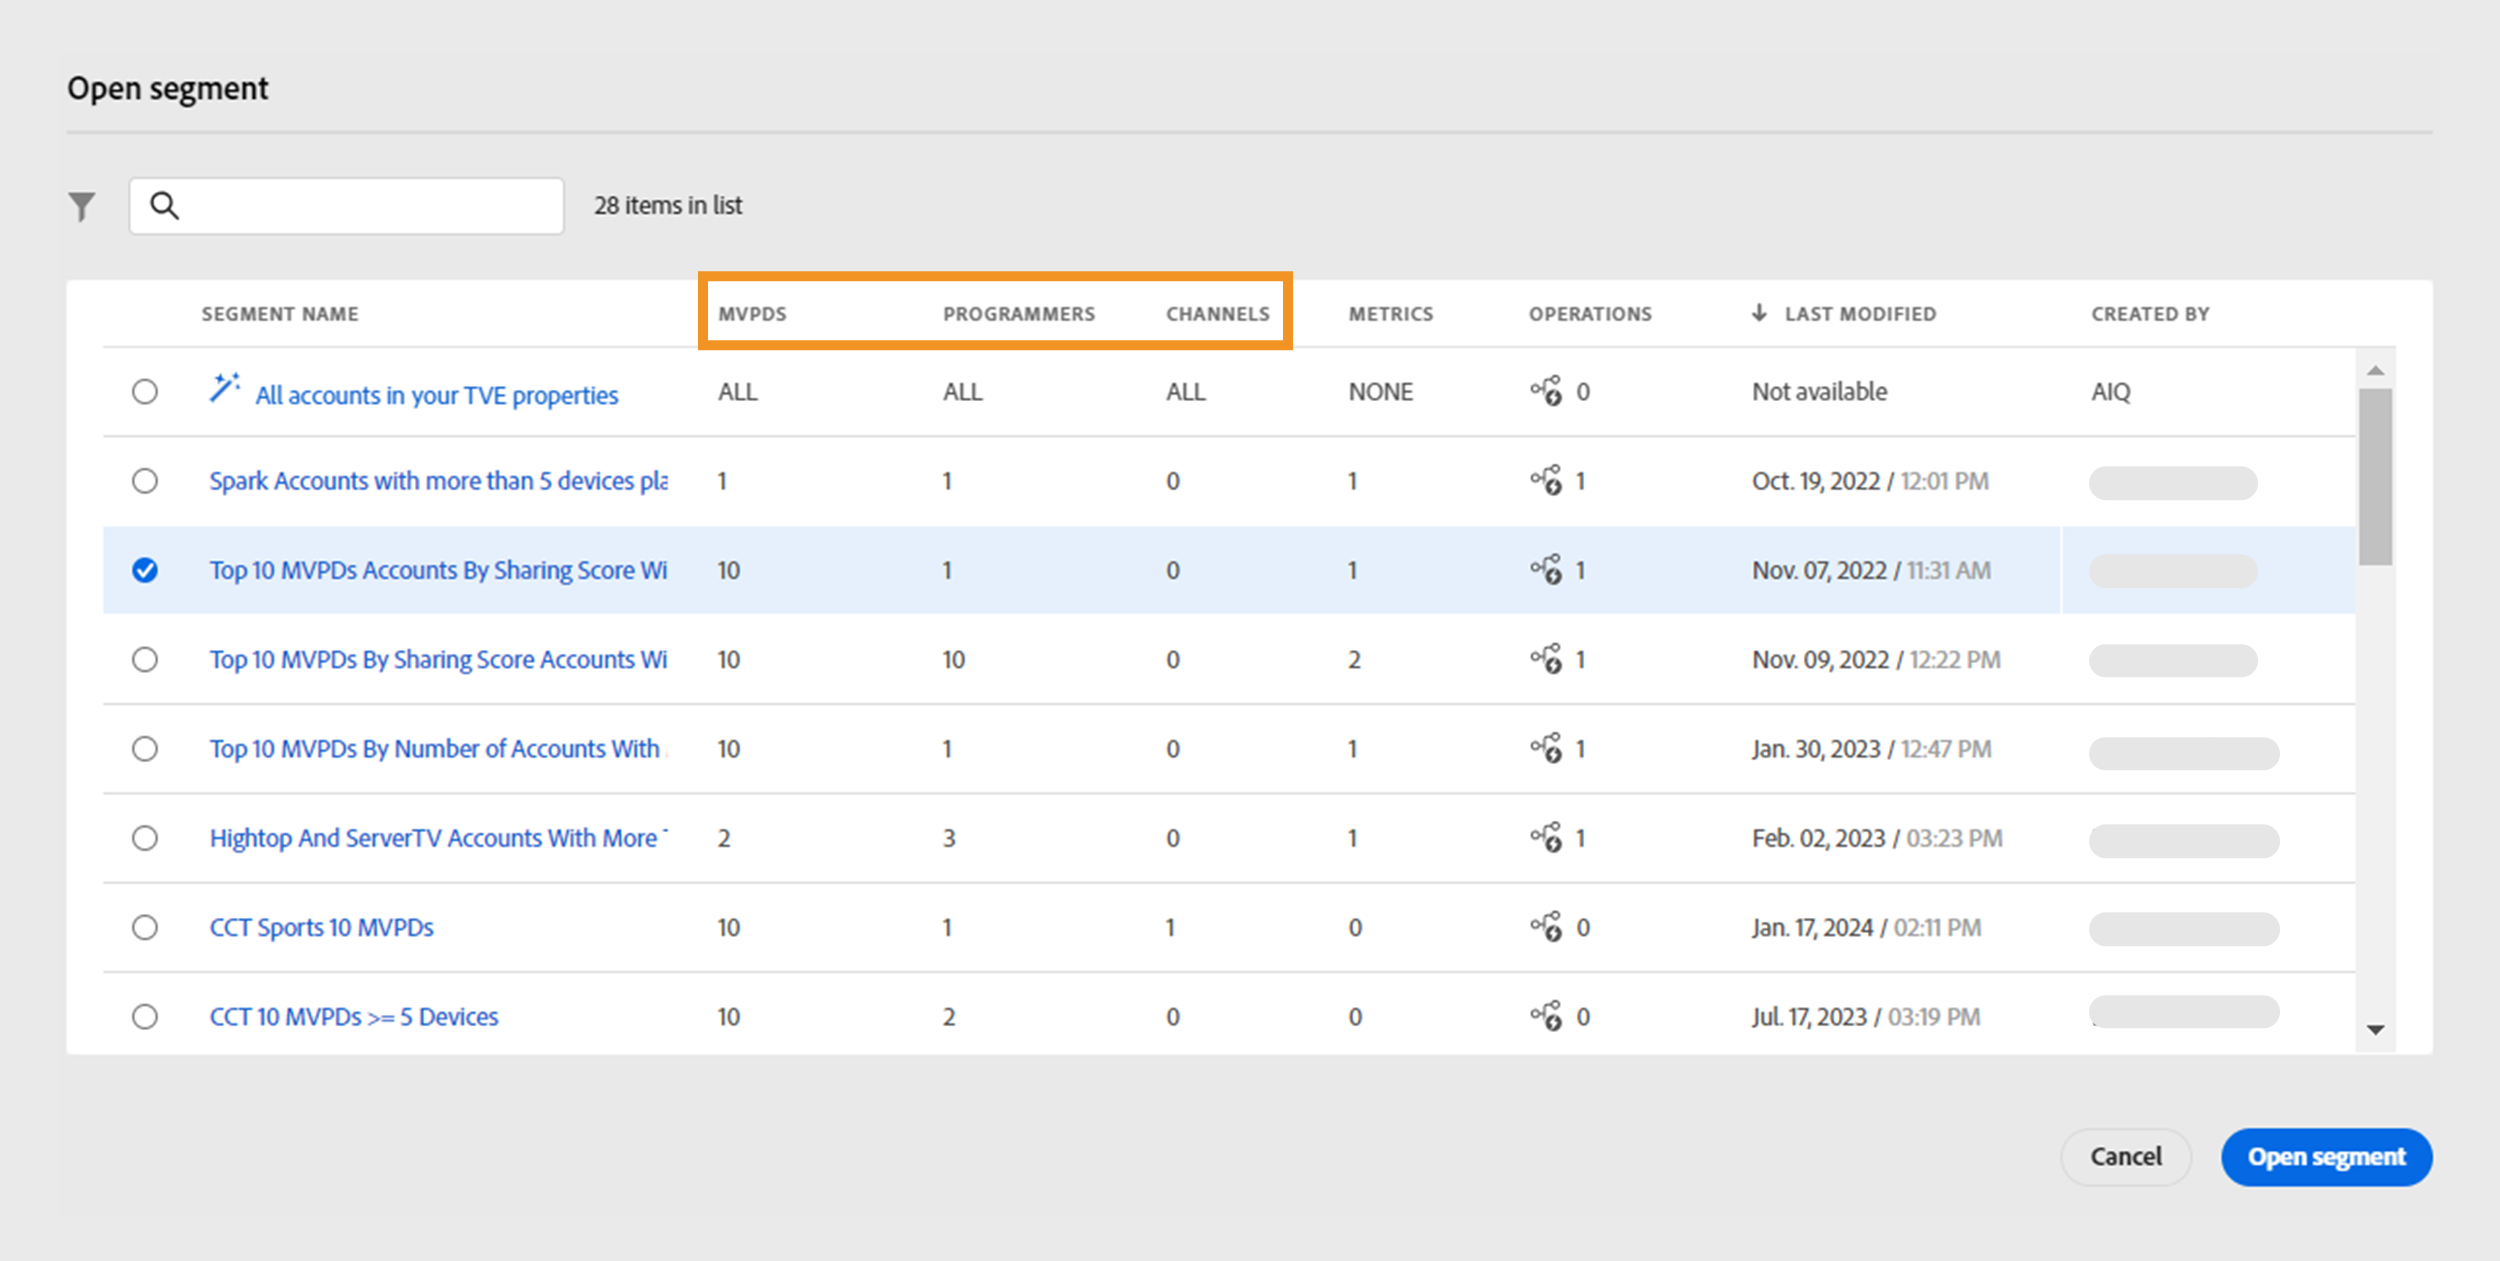 Open segment
28 items in list
SEGMENT NAME MVPDS PROGRAMMERS CHANNELS METRICS OPERATIONS LAST MODIFIED CREATED BY
All accounts in your TVE properties ALL ALL ALL NONE 0 Not available AIQ
Spark Accounts with more than 5 devices pla 1 1 0 1 1 Oct. 19, 2022 / 12:01 PM
Top 10 MVPDs Accounts By Sharing Score Wi 10 1 0 1 1 Nov. 07, 2022 / 11:31 AM
Top 10 MVPDs By Sharing Score Accounts Wi 10 10 0 2 1 Nov. 09, 2022 / 12:22 PM
Top 10 MVPDs By Number of Accounts With 10 1 0 1 1 Jan. 30, 2023 / 12:47 PM
Hightop And ServerTV Accounts With More 2 3 0 1 1 Feb. 02, 2023 / 03:23 PM
CCT Sports 10 MVPDs 10 1 1 0 0 Jan. 17, 2024 / 02:11 PM
CCT 10 MVPDs >= 5 Devices 10 2 0 0 0 Jul. 17, 2023 / 03:19 PM
Cancel Open segment